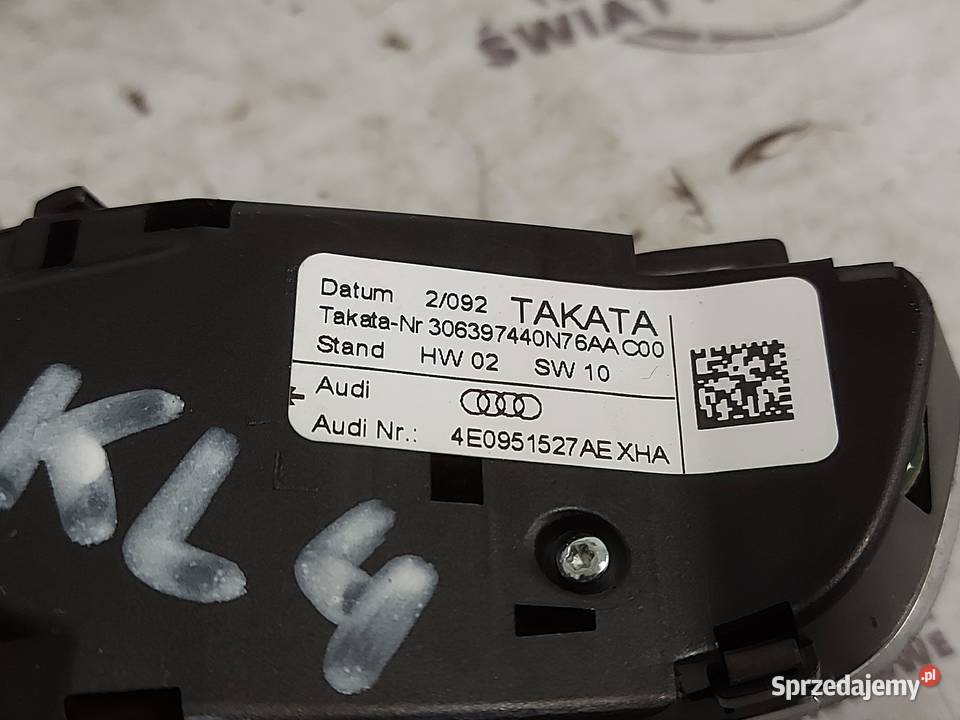 ŚWIAT
Datum 2/092 TAKATA
Takata-Nr 306397440N76AA C00
Stand HW 02 SW 10
Audi
Audi Nr.: 4E0951527AE XHA
KL4
Sprzedajemy.pl